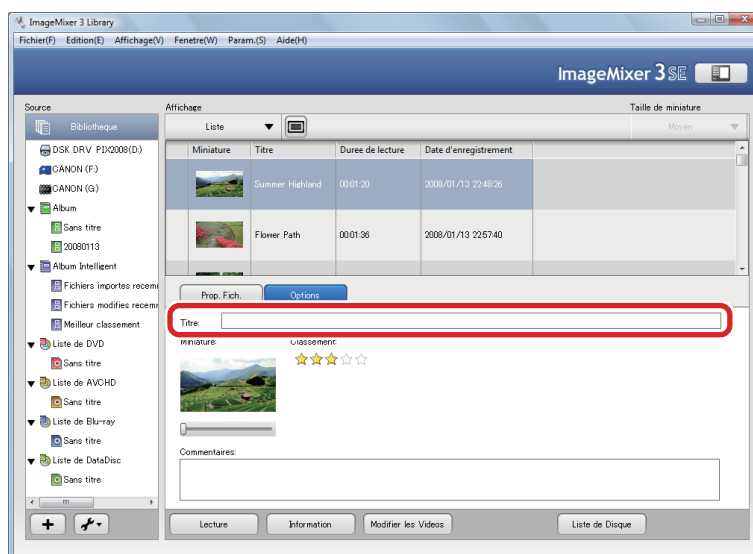 ImageMixer 3 Library
Fichier(F) Edition(E) Affichage(V) Fenetre(W) Param.(S) Aide(H)
ImageMixer 3 SE
Source Affichage Taille de miniature
Bibliotheque Liste Moyen
DSK DRV PIX2008(D:) Miniature Titre Duree de lecture Date d'enregistrement
CANON (F:)
CANON (G:) Summer Highland 00:01:20 2008/01/13 22:48:26
Album
Sans titre
20080113 Flower Path 00:01:36 2008/01/13 22:57:40
Album Intelligent
Fichiers importes recem
Prop. Fich. Options
Fichiers modifies recem
Meilleur classement Titre:
Liste de DVD Miniature: Classement:
Sans titre
Liste de AVCHD
Sans titre
Liste de Blu-ray
Sans titre Commentaires:
Liste de DataDisc
Sans titre
Lecture Information Modifier les Videos Liste de Disque